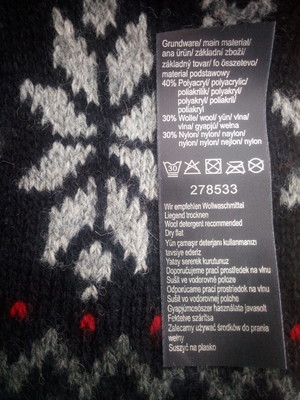 Grundware/ main material/
ana ürün/ základní zboží/
základný tovar/ fo összetevo/
material podstawowy
40% Polyacryl/ polyacrylic/
poliakrilik/ polyakryl/
polyakryl/ poliakril/
poliakryl
30% Wolle/ wool/ yün/ vlna/
vlna/ gyapjú/ wełna
30% Nylon/ nylon/ naylon/
nylon/ nylon/ nejlon/ nylon
30
278533
Wir empfehlen Wollwaschmittel
Liegend trocknen
Wool detergent recommended
Dry flat
Yün çamaşır deterjanı kullanmanızı
tavsiye ederiz
Yatay sererek kurutunuz
Doporučujeme prací prostředek na vlnu
Sušit ve vodorovné poloze
Odporúčame prací prostriedok na vlnu
Sušiť vo vodorovnej polohe
Gyapjúmosószer használata javasolt
Fektetve szárítsa
Zalecamy używać środków do prania
wełny
Suszyć na płasko